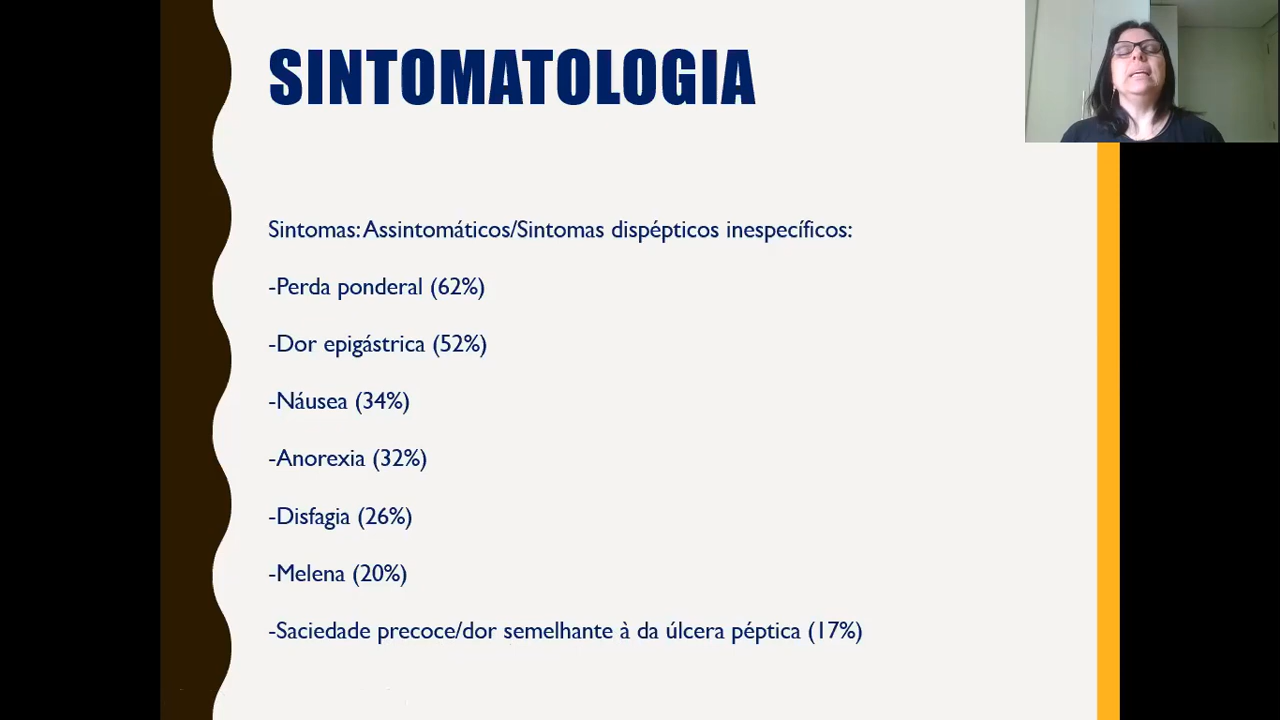 SINTOMATOLOGIA
Sintomas: Assintomáticos/Sintomas dispépticos inespecíficos:
-Perda ponderal (62%)
-Dor epigástrica (52%)
-Náusea (34%)
-Anorexia (32%)
-Disfagia (26%)
-Melena (20%)
-Saciedade precoce/dor semelhante à da úlcera péptica (17%)